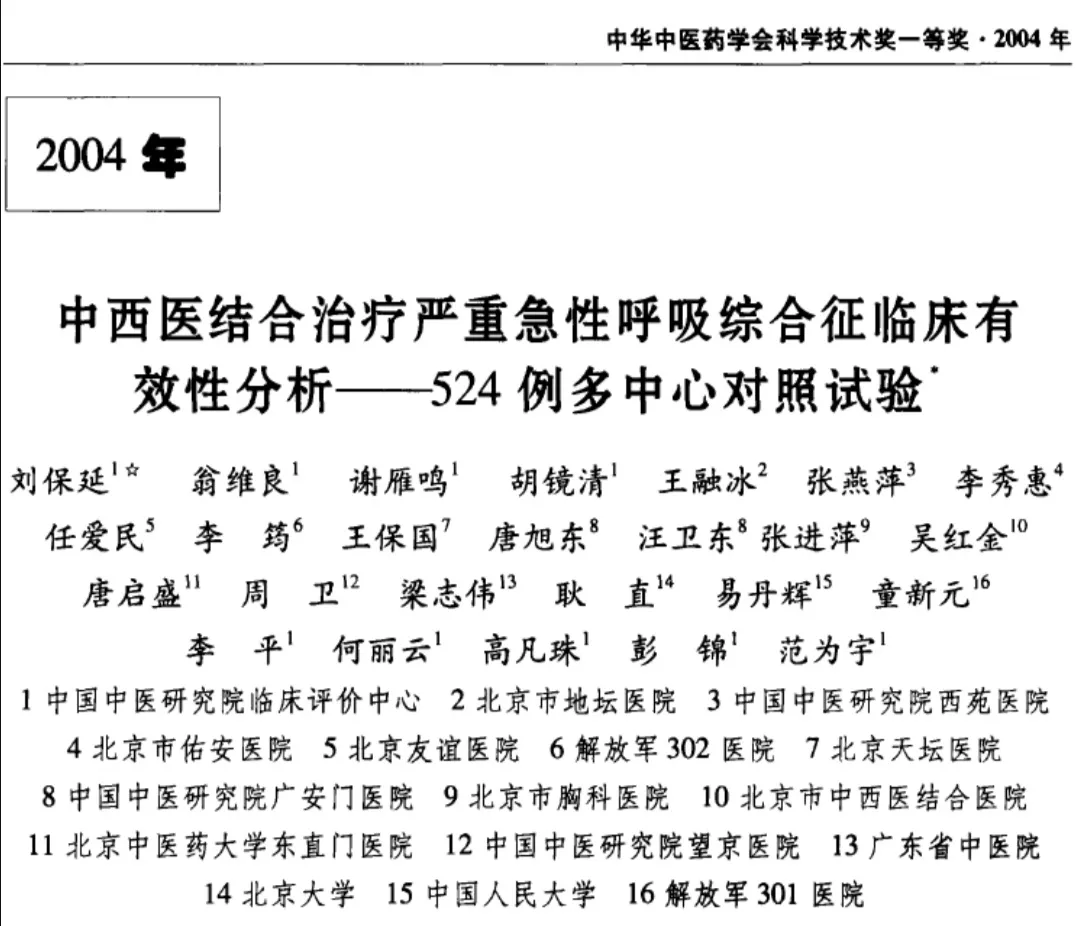 中华中医药学会科学技术奖一等奖·2004 年
2004 年
中西医结合治疗严重急性呼吸综合征临床有
效性分析——524 例多中心对照试验*
刘保延1☆ 翁维良1 谢雁鸣1 胡镜清1 王融冰2 张燕萍3 李秀惠4
任爱民5 李 筠6 王保国7 唐旭东8 汪卫东8 张进萍9 吴红金10
唐启盛11 周 卫12 梁志伟13 耿 直14 易丹辉15 童新元16
李 平1 何丽云1 高凡珠1 彭 锦1 范为宇1
1 中国中医研究院临床评价中心 2 北京市地坛医院 3 中国中医研究院西苑医院
4 北京市佑安医院 5 北京友谊医院 6 解放军 302 医院 7 北京天坛医院
8 中国中医研究院广安门医院 9 北京市胸科医院 10 北京市中西医结合医院
11 北京中医药大学东直门医院 12 中国中医研究院望京医院 13 广东省中医院
14 北京大学 15 中国人民大学 16 解放军 301 医院